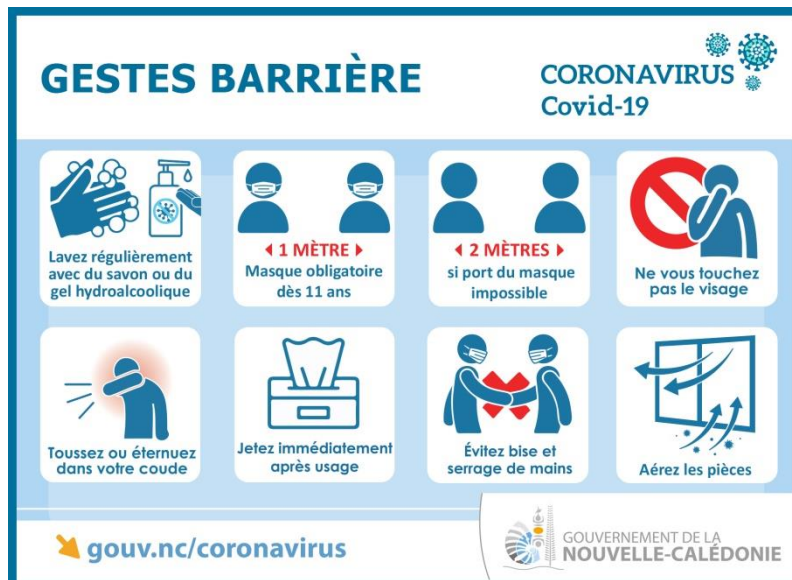 GESTES BARRIÈRE
CORONAVIRUS
Covid-19
Lavez régulièrement
avec du savon ou du
gel hydroalcoolique
1 MÈTRE
Masque obligatoire
dès 11 ans
2 MÈTRES
si port du masque
impossible
Ne vous touchez
pas le visage
Toussez ou éternuez
dans votre coude
Jetez immédiatement
après usage
Évitez bise et
serrage de mains
Aérez les pièces
gouv.nc/coronavirus
GOUVERNEMENT DE LA
NOUVELLE-CALÉDONIE